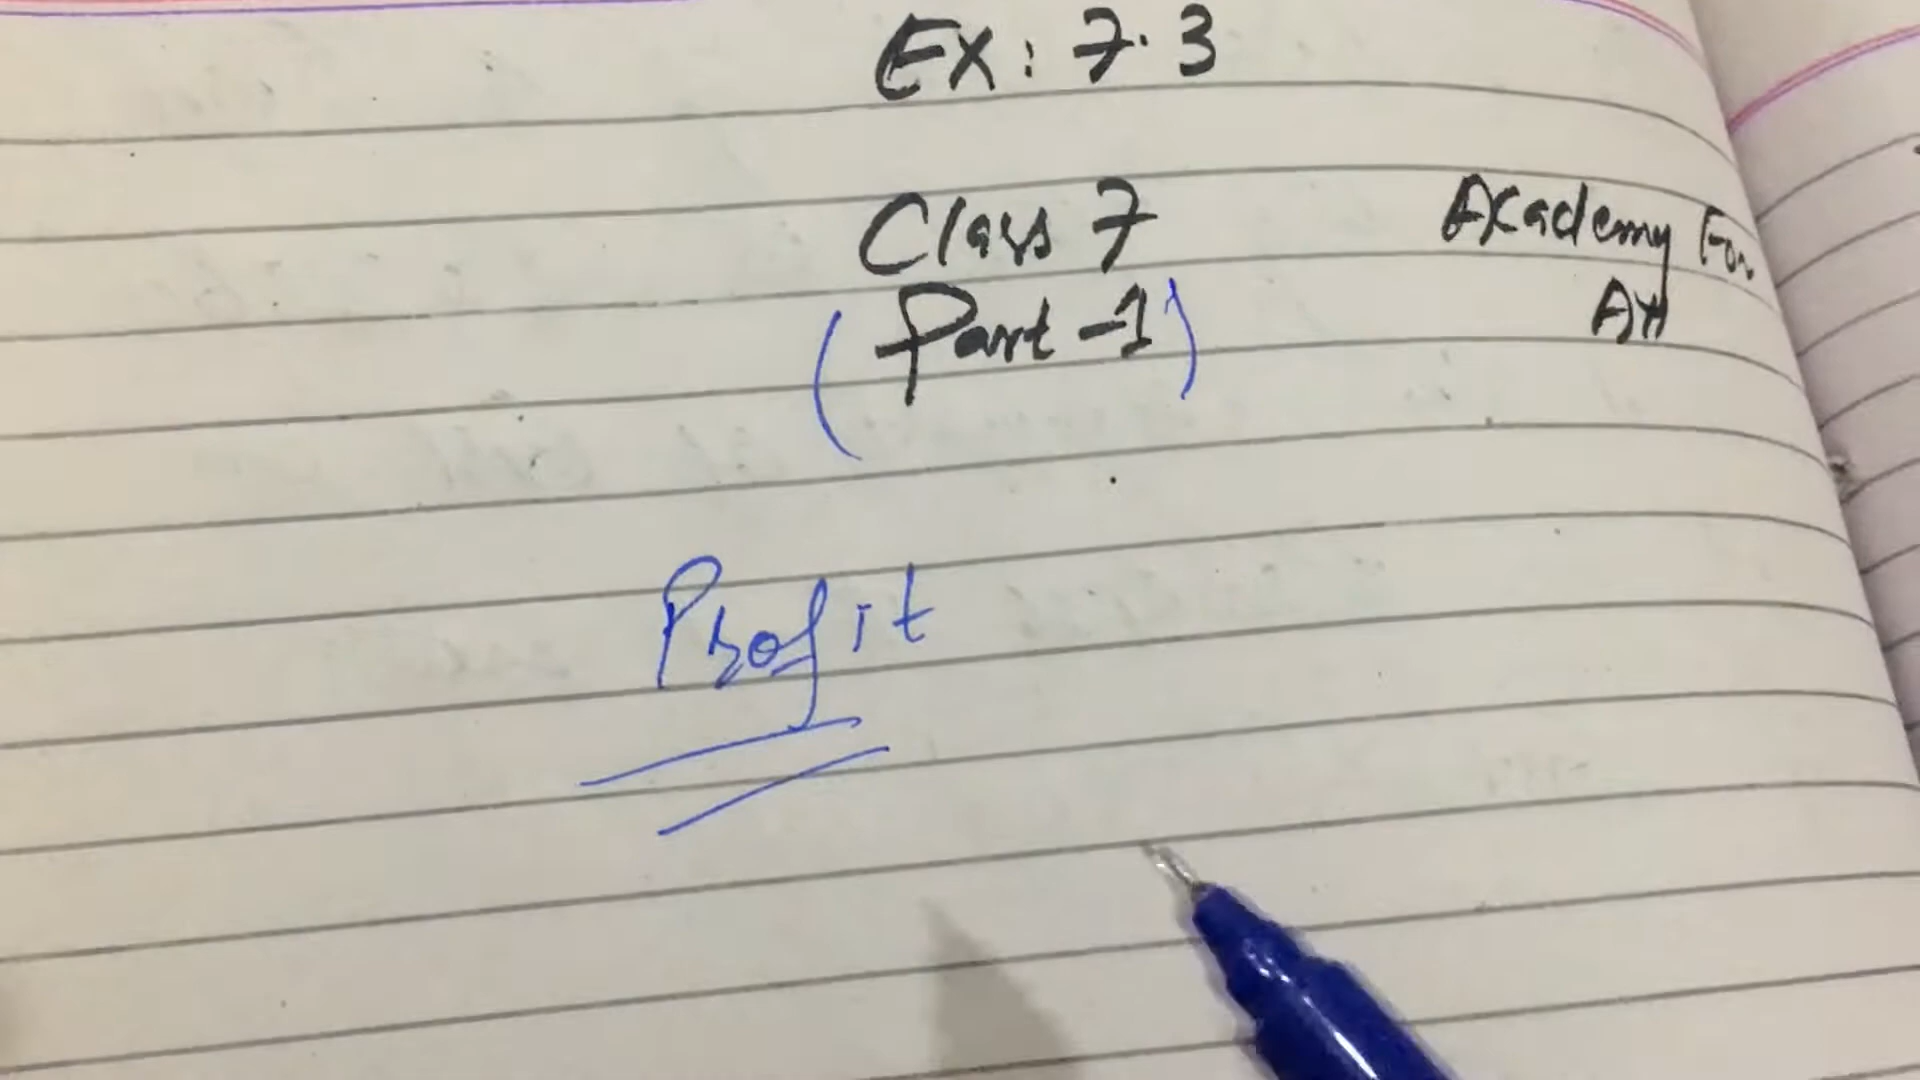 Ex: 7.3
Class 7
(Part -1)
Academy For
All
Profit